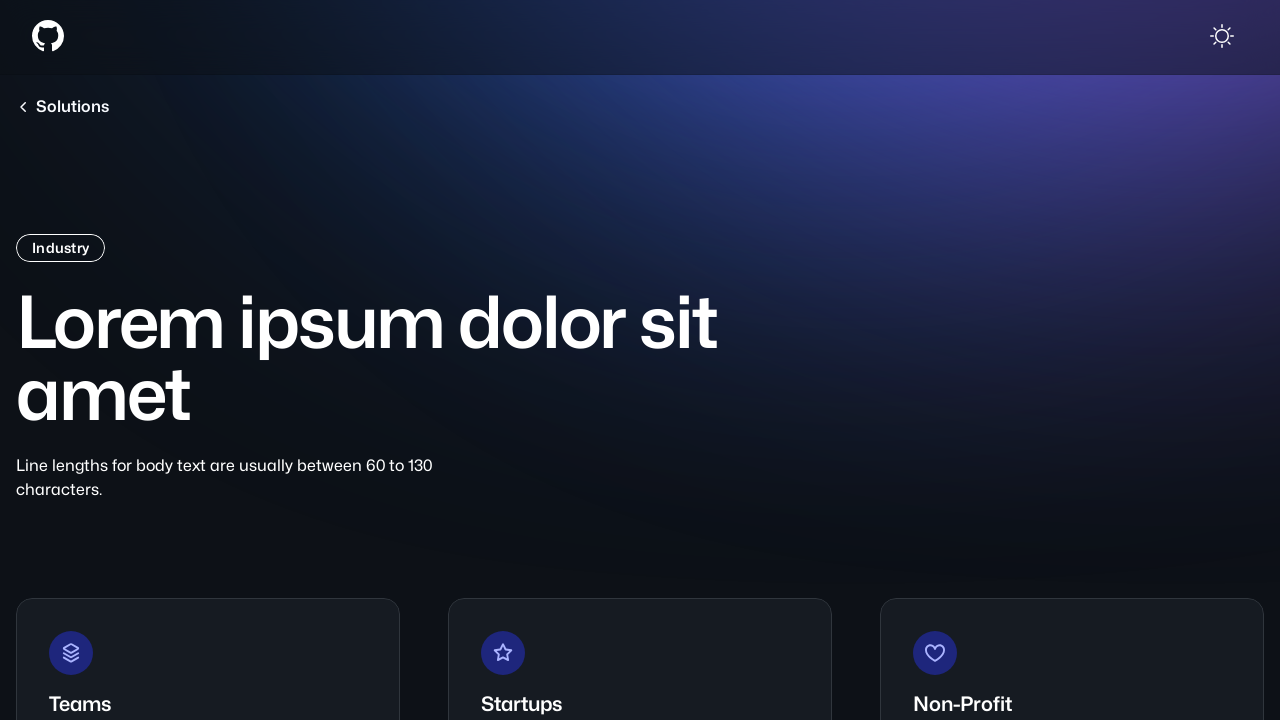 Solutions
Industry
Lorem ipsum dolor sit
amet
Line lengths for body text are usually between 60 to 130
characters.
Teams
Startups
Non-Profit